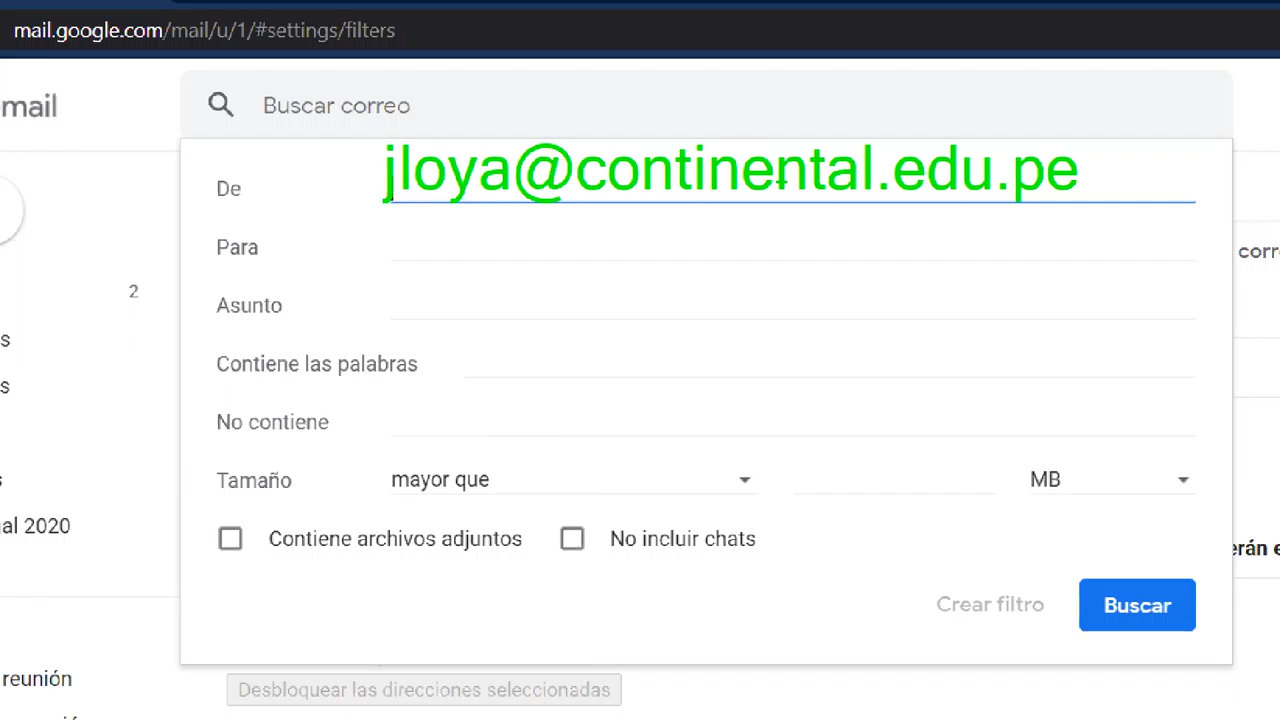 mail.google.com/mail/u/1/#settings/filters
mail
Buscar correo
De
jloya@continental.edu.pe
Para
corr
2
Asunto
s
Contiene las palabras
s
No contiene
Tamaño
mayor que
MB
s
al 2020
Contiene archivos adjuntos
No incluir chats
erán e
Crear filtro
Buscar
reunión
Desbloquear las direcciones seleccionadas